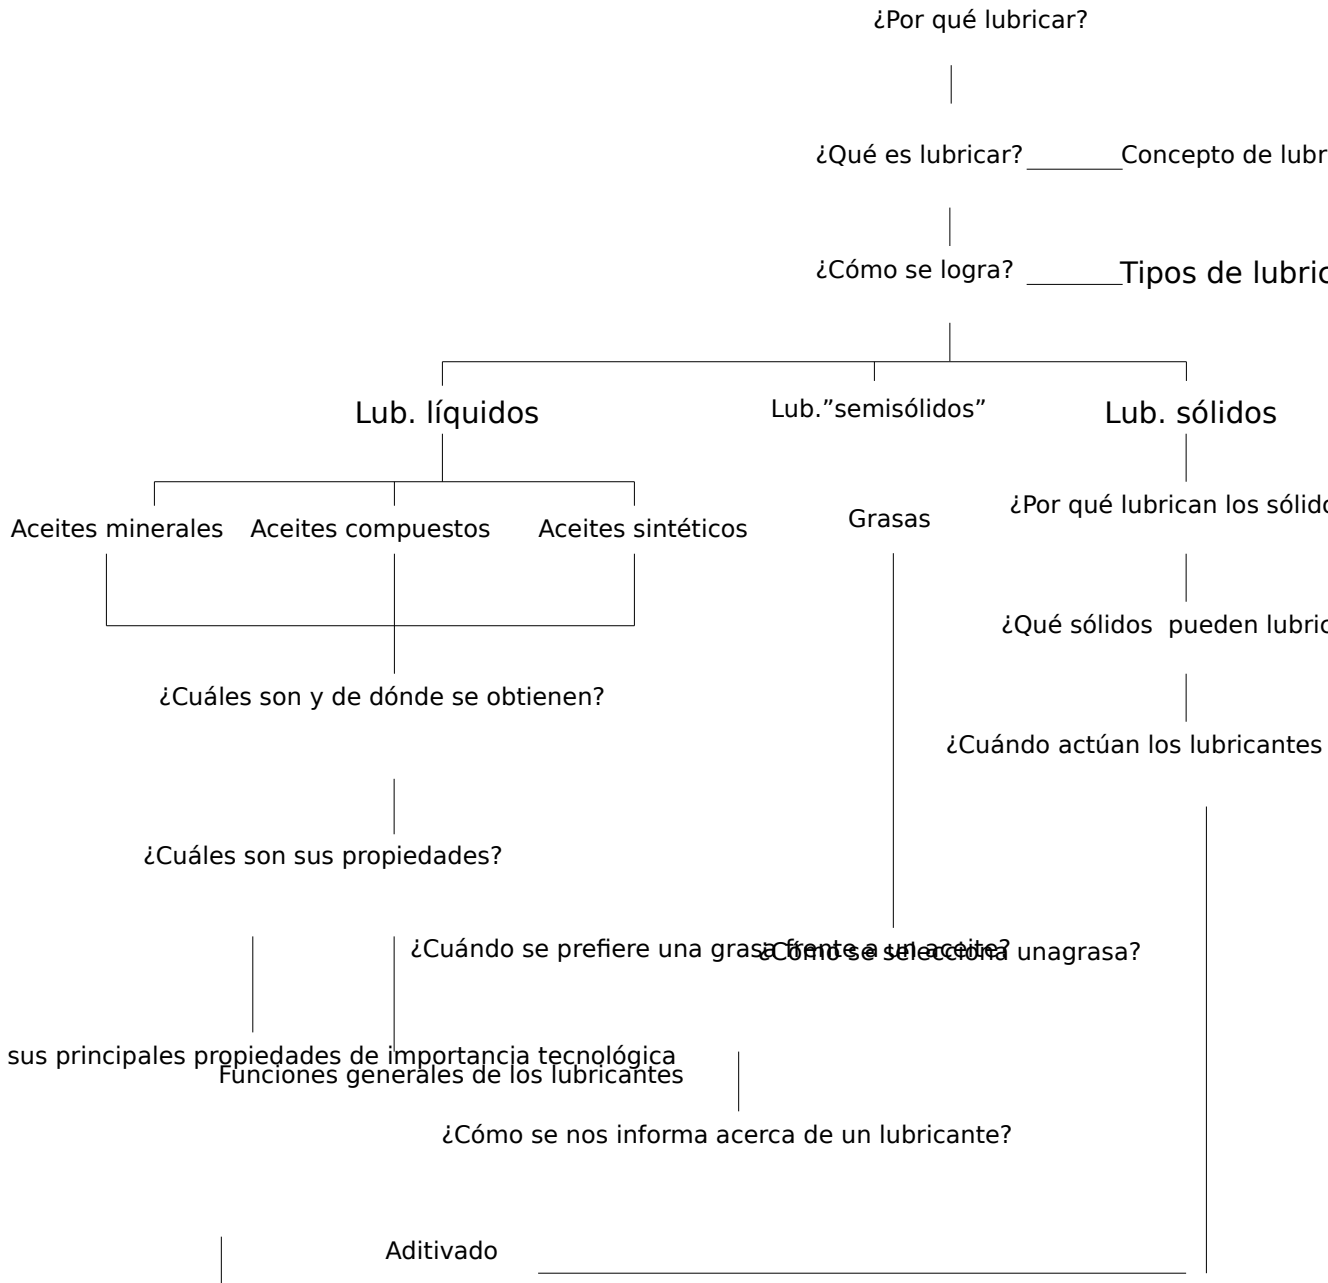 ¿Por qué lubricar?
¿Qué es lubricar? Concepto de lubr
¿Cómo se logra? Tipos de lubric
Lub. líquidos Lub.”semisólidos” Lub. sólidos
¿Por qué lubrican los sólido
Aceites minerales Aceites compuestos Aceites sintéticos Grasas
¿Qué sólidos  pueden lubric
¿Cuáles son y de dónde se obtienen?
¿Cuándo actúan los lubricantes
¿Cuáles son sus propiedades?
¿Cuándo se prefiere una grasa frente a un aceite?
¿Cómo se selecciona unagrasa?
sus principales propiedades de importancia tecnológica
Funciones generales de los lubricantes
¿Cómo se nos informa acerca de un lubricante?
Aditivado